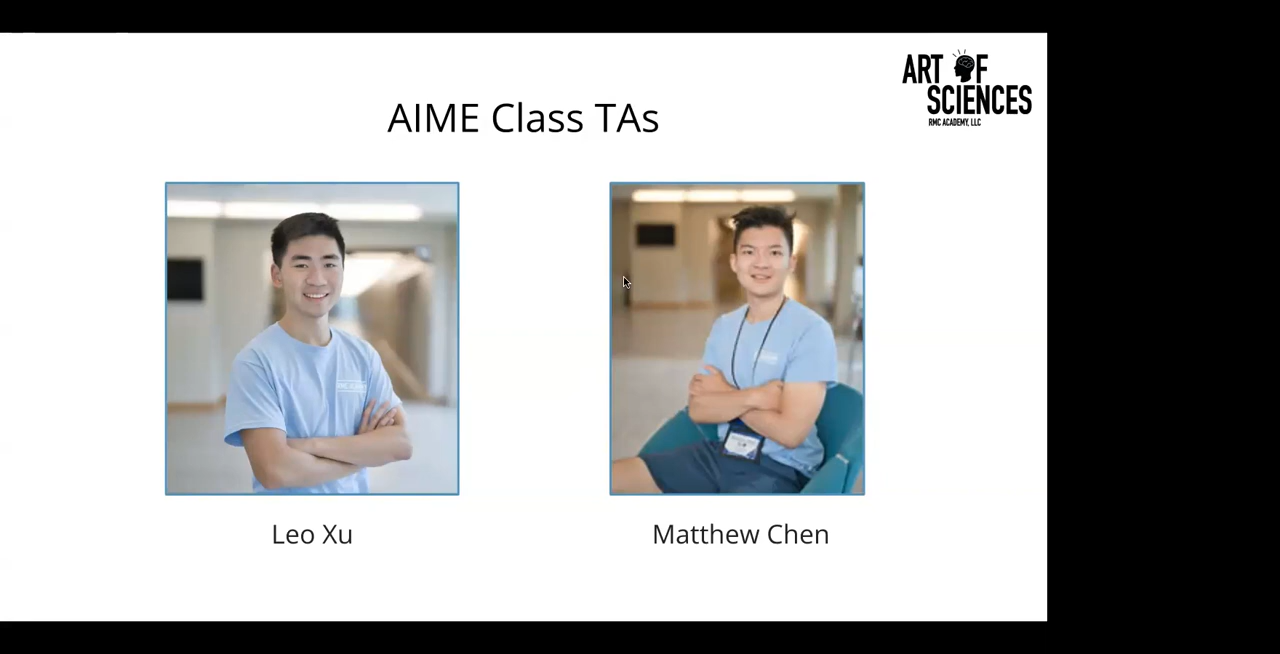 ART OF
SCIENCES
RMC ACADEMY, LLC
AIME Class TAs
Leo Xu
Matthew Chen